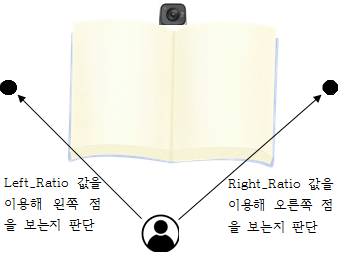 Left_Ratio 값을
이용해 왼쪽 점
을 보는지 판단
Right_Ratio 값을
이용해 오른쪽 점
을 보는지 판단